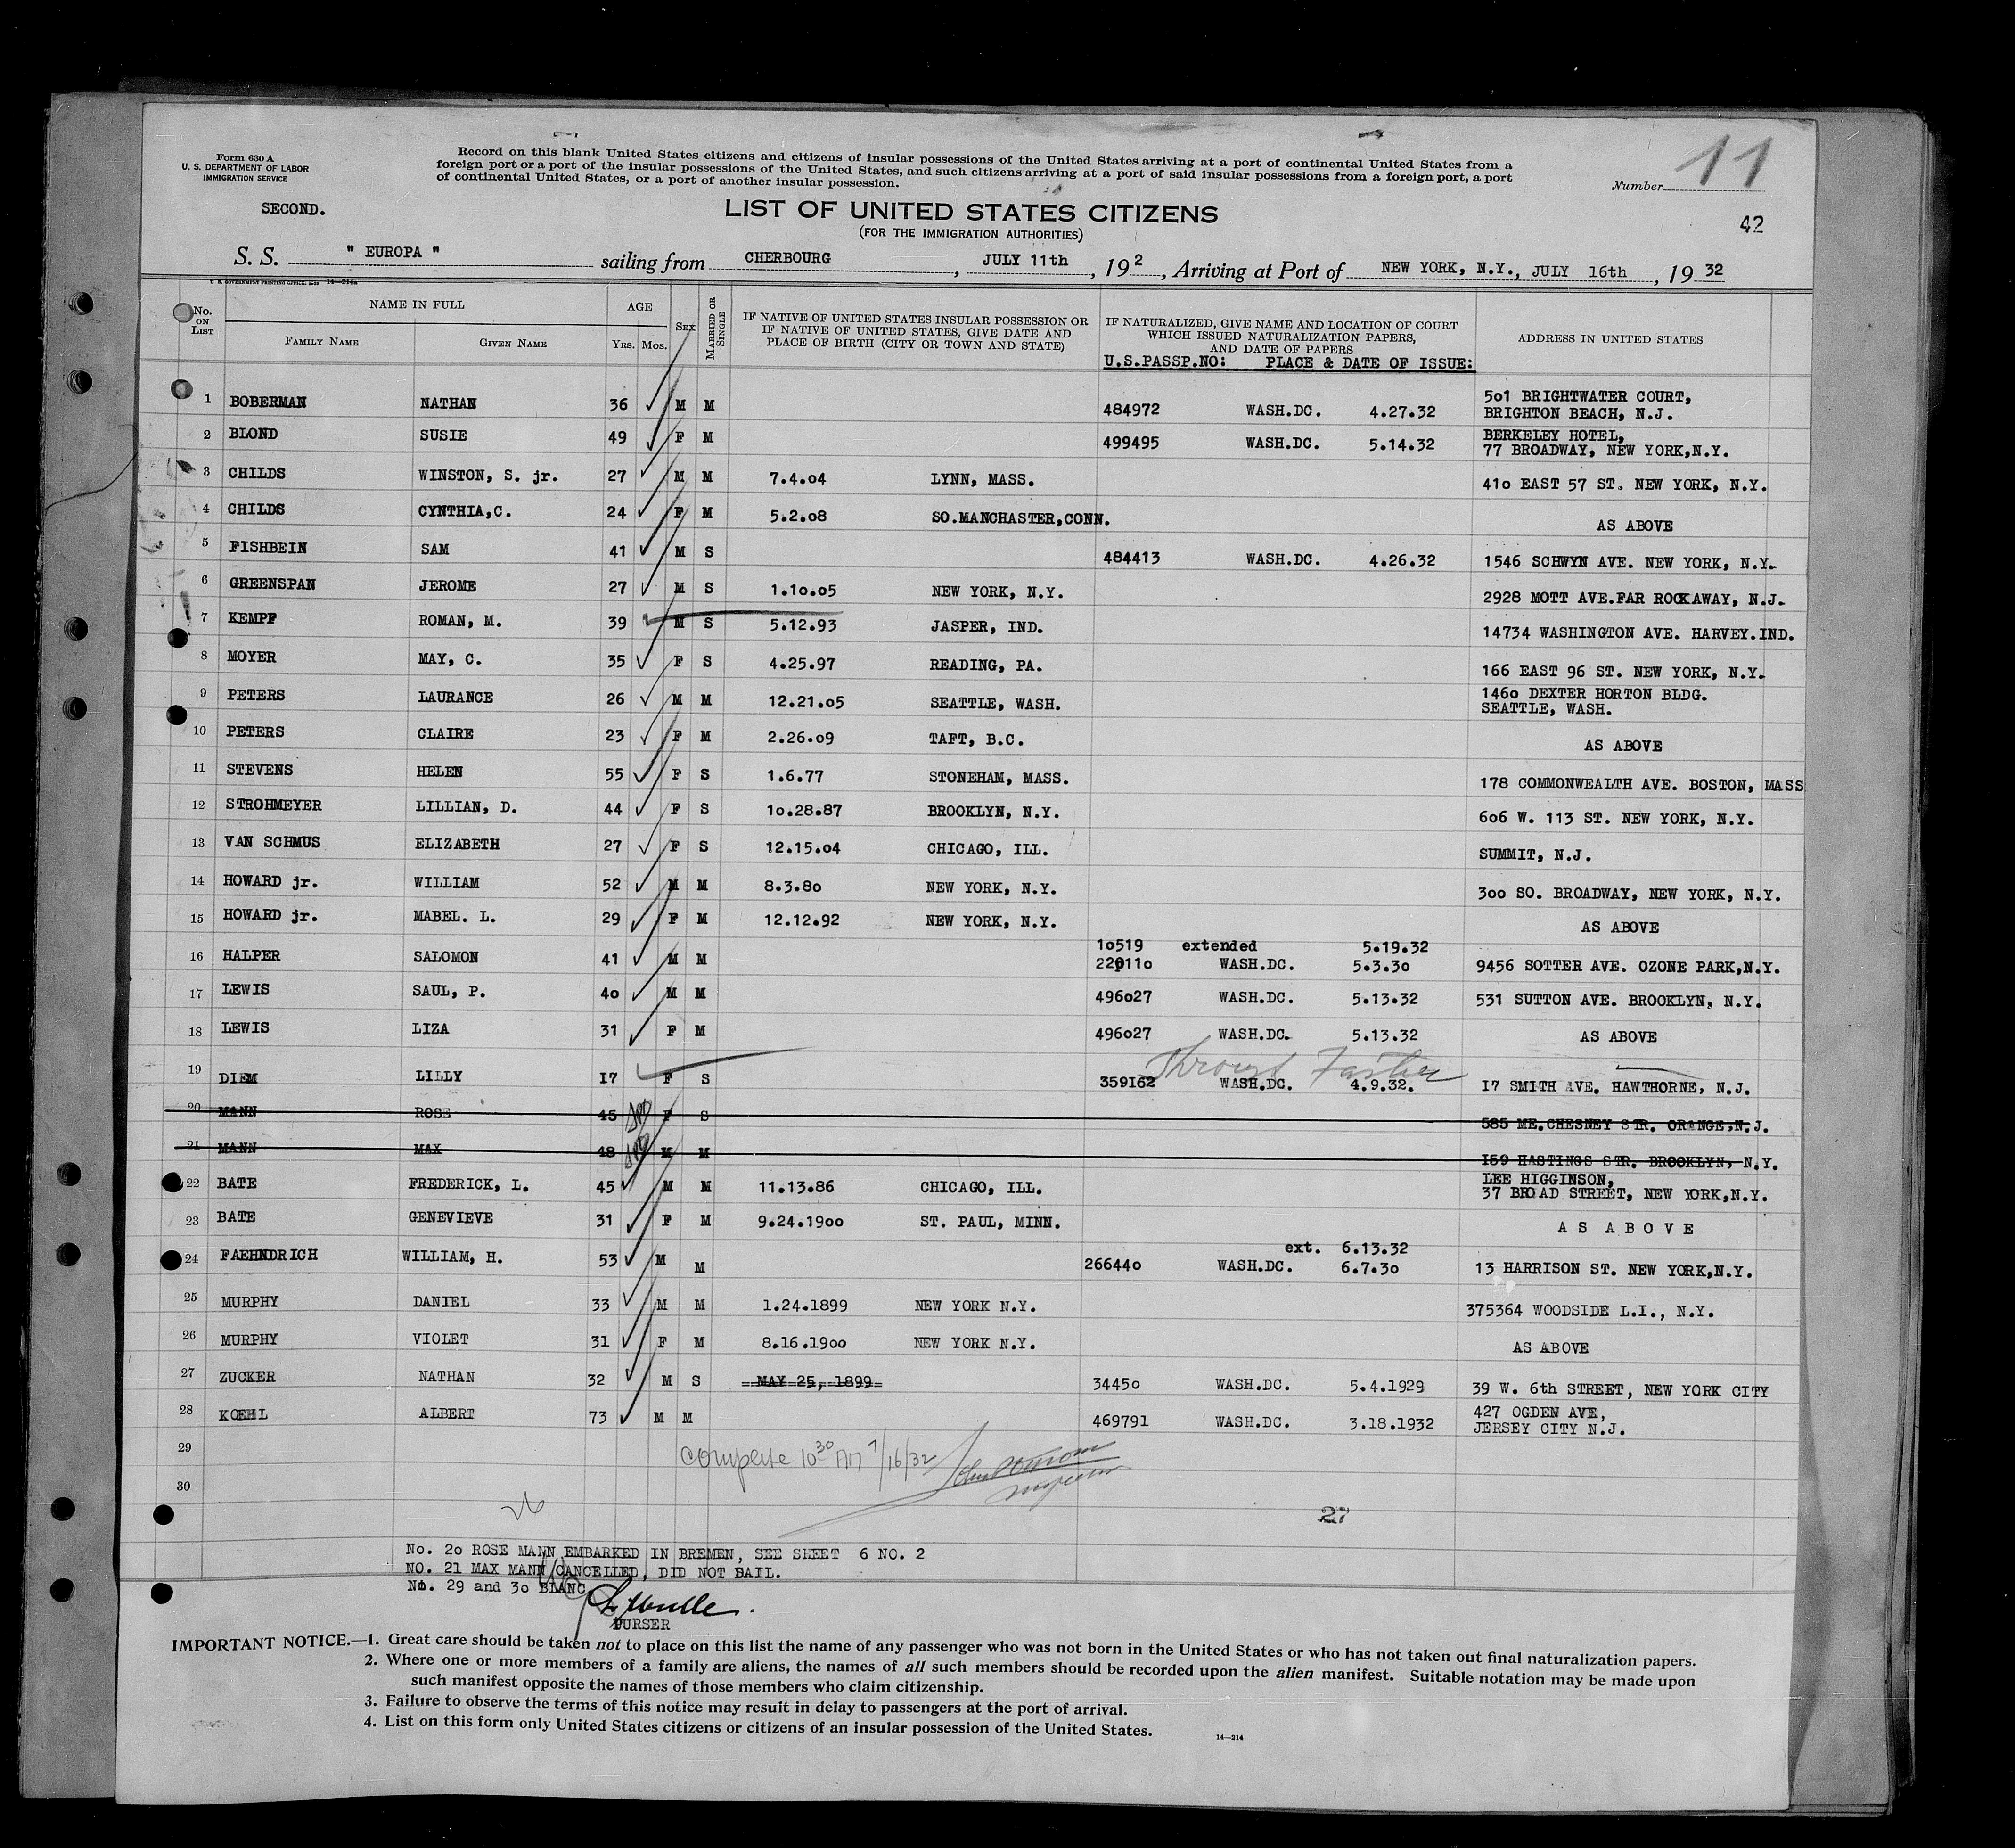 Form 630 A
U. S. DEPARTMENT OF LABOR
IMMIGRATION SERVICE
Record on this blank United States citizens and citizens of insular possessions of the United States arriving at a port of continental United States from a
foreign port or a port of the insular possessions of the United States, and such citizens arriving at a port of said insular possessions from a foreign port, a port
of continental United States, or a port of another insular possession.
11
Number
SECOND.
LIST OF UNITED STATES CITIZENS
(FOR THE IMMIGRATION AUTHORITIES)
42
S. S. " EUROPA " sailing from CHERBOURG, JULY 11th, 192 2, Arriving at Port of NEW YORK, N.Y., JULY 16th, 19 32
U. S. GOVERNMENT PRINTING OFFICE: 14—214a
No. ON LIST NAME IN FULL AGE SEX MARRIED OR SINGLE
FAMILY NAME GIVEN NAME Yrs. Mos.
IF NATIVE OF UNITED STATES INSULAR POSSESSION OR
IF NATIVE OF UNITED STATES, GIVE DATE AND
PLACE OF BIRTH (CITY OR TOWN AND STATE)
IF NATURALIZED, GIVE NAME AND LOCATION OF COURT
WHICH ISSUED NATURALIZATION PAPERS,
AND DATE OF PAPERS
U.S.PASSP.NO: PLACE & DATE OF ISSUE:
ADDRESS IN UNITED STATES
1 BOBERMAN NATHAN 36 M M 484972 WASH.DC. 4.27.32 501 BRIGHTWATER COURT,
BRIGHTON BEACH, N.J.
2 BLOND SUSIE 49 F M 499495 WASH.DC. 5.14.32 BERKELEY HOTEL,
77 BROADWAY, NEW YORK,N.Y.
3 CHILDS WINSTON, S. jr. 27 M M 7.4.04 LYNN, MASS. 410 EAST 57 ST. NEW YORK, N.Y.
4 CHILDS CYNTHIA,C. 24 F M 5.2.08 SO.MANCHASTER,CONN. AS ABOVE
5 FISHBEIN SAM 41 M S 484413 WASH.DC. 4.26.32 1546 SCHWYN AVE. NEW YORK, N.Y.
6 GREENSPAN JEROME 27 M S 1.10.05 NEW YORK, N.Y. 2928 MOTT AVE.FAR ROCKAWAY, N.J.
7 KEMPF ROMAN, M. 39 M S 5.12.93 JASPER, IND. 14734 WASHINGTON AVE. HARVEY.IND.
8 MOYER MAY, C. 35 F S 4.25.97 READING, PA. 166 EAST 96 ST. NEW YORK, N.Y.
9 PETERS LAURANCE 26 M M 12.21.05 SEATTLE, WASH. 1460 DEXTER HORTON BLDG.
SEATTLE, WASH.
10 PETERS CLAIRE 23 F M 2.26.09 TAFT, B.C. AS ABOVE
11 STEVENS HELEN 55 F S 1.6.77 STONEHAM, MASS. 178 COMMONWEALTH AVE. BOSTON, MASS
12 STROHMEYER LILLIAN, D. 44 F S 10.28.87 BROOKLYN, N.Y. 606 W. 113 ST. NEW YORK, N.Y.
13 VAN SCHMUS ELIZABETH 27 F S 12.15.04 CHICAGO, ILL. SUMMIT, N.J.
14 HOWARD jr. WILLIAM 52 M M 8.3.80 NEW YORK, N.Y. 300 SO. BROADWAY, NEW YORK, N.Y.
15 HOWARD jr. MABEL. L. 29 F M 12.12.92 NEW YORK, N.Y. AS ABOVE
10519 extended 5.19.32
16 HALPER SALOMON 41 M M 220110 WASH.DC. 5.3.30 9456 SOTTER AVE. OZONE PARK,N.Y.
17 LEWIS SAUL, P. 40 M M 496027 WASH.DC. 5.13.32 531 SUTTON AVE. BROOKLYN, N.Y.
18 LEWIS LIZA 31 F M 496027 WASH.DC. 5.13.32 AS ABOVE
Through Father
19 DIEM LILLY 17 F S 359162 WASH.DC. 4.9.32. 17 SMITH AVE. HAWTHORNE, N.J.
20 MANN ROSE 45 F S 585 ME.CHESNEY STR. ORANGE,N.J.
21 MANN MAX 48 M M 159 HASTINGS STR. BROOKLYN, N.Y.
22 BATE FREDERICK, L. 45 M M 11.13.86 CHICAGO, ILL. LEE HIGGINSON,
37 BROAD STREET, NEW YORK,N.Y.
23 BATE GENEVIEVE 31 F M 9.24.1900 ST. PAUL, MINN. AS ABOVE
ext. 6.13.32
24 FAEHNDRICH WILLIAM, H. 53 M M 266440 WASH.DC. 6.7.30 13 HARRISON ST. NEW YORK,N.Y.
25 MURPHY DANIEL 33 M M 1.24.1899 NEW YORK N.Y. 375364 WOODSIDE L.I., N.Y.
26 MURPHY VIOLET 31 F M 8.16.1900 NEW YORK N.Y. AS ABOVE
27 ZUCKER NATHAN 32 M S MAY 25, 1899 34450 WASH.DC. 5.4.1929 39 W. 6th STREET, NEW YORK CITY
28 KOEHL ALBERT 73 M M 469791 WASH.DC. 3.18.1932 427 OGDEN AVE,
JERSEY CITY N.J.
29
complete 10 30 AM 7/16/32
Inspector
30
27
No. 20 ROSE MANN EMBARKED IN BREMEN, SEE SHEET 6 NO. 2
NO. 21 MAX MANN CANCELLED, DID NOT SAIL.
No. 29 and 30 BLANC
PURSER
IMPORTANT NOTICE.—1. Great care should be taken not to place on this list the name of any passenger who was not born in the United States or who has not taken out final naturalization papers.
2. Where one or more members of a family are aliens, the names of all such members should be recorded upon the alien manifest. Suitable notation may be made upon
such manifest opposite the names of those members who claim citizenship.
3. Failure to observe the terms of this notice may result in delay to passengers at the port of arrival.
4. List on this form only United States citizens or citizens of an insular possession of the United States.
14—214